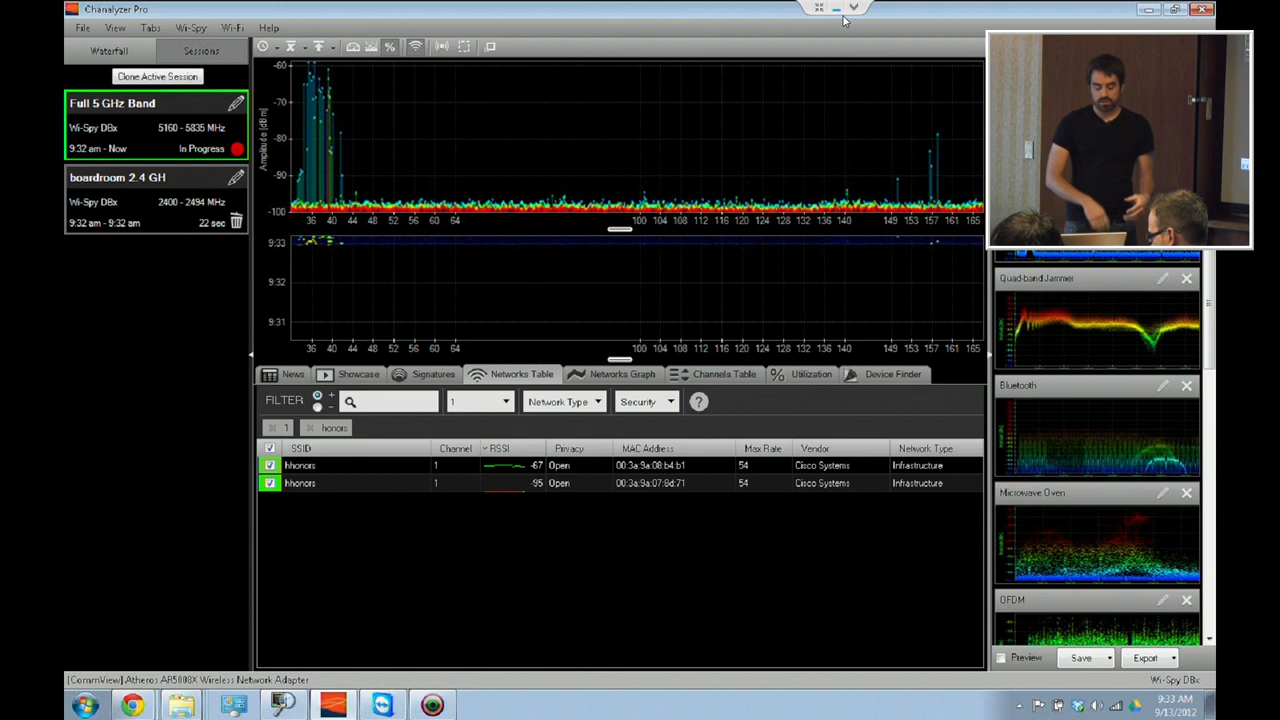 Chanalyzer Pro
File View Tabs Wi-Spy Wi-Fi Help
Waterfall Sessions
Clone Active Session
Full 5 GHz Band
Wi-Spy DBx 5160 - 5835 MHz
9:32 am - Now In Progress
boardroom 2.4 GH
Wi-Spy DBx 2400 - 2494 MHz
9:32 am - 9:32 am 22 sec
Amplitude [dBm]
-60
-70
-80
-90
-100
36 40 44 48 52 56 60 64 100 104 108 112 116 120 124 128 132 136 140 149 153 157 161 165
9:33
9:32
9:31
36 40 44 48 52 56 60 64 100 104 108 112 116 120 124 128 132 136 140 149 153 157 161 165
News Showcase Signatures Networks Table Networks Graph Channels Table Utilization Device Finder
FILTER + - 1 Network Type Security ?
1 honors
SSID Channel RSSI Privacy MAC Address Max Rate Vendor Network Type
hhonors 1 -67 Open 00:3a:9a:08:b4:b1 54 Cisco Systems Infrastructure
hhonors 1 -95 Open 00:3a:9a:07:8d:71 54 Cisco Systems Infrastructure
Quad-band Jammer
Bluetooth
Microwave Oven
OFDM
Preview Save Export
[CommView] Atheros AR5008X Wireless Network Adapter Wi-Spy DBx
9:33 AM
9/13/2012